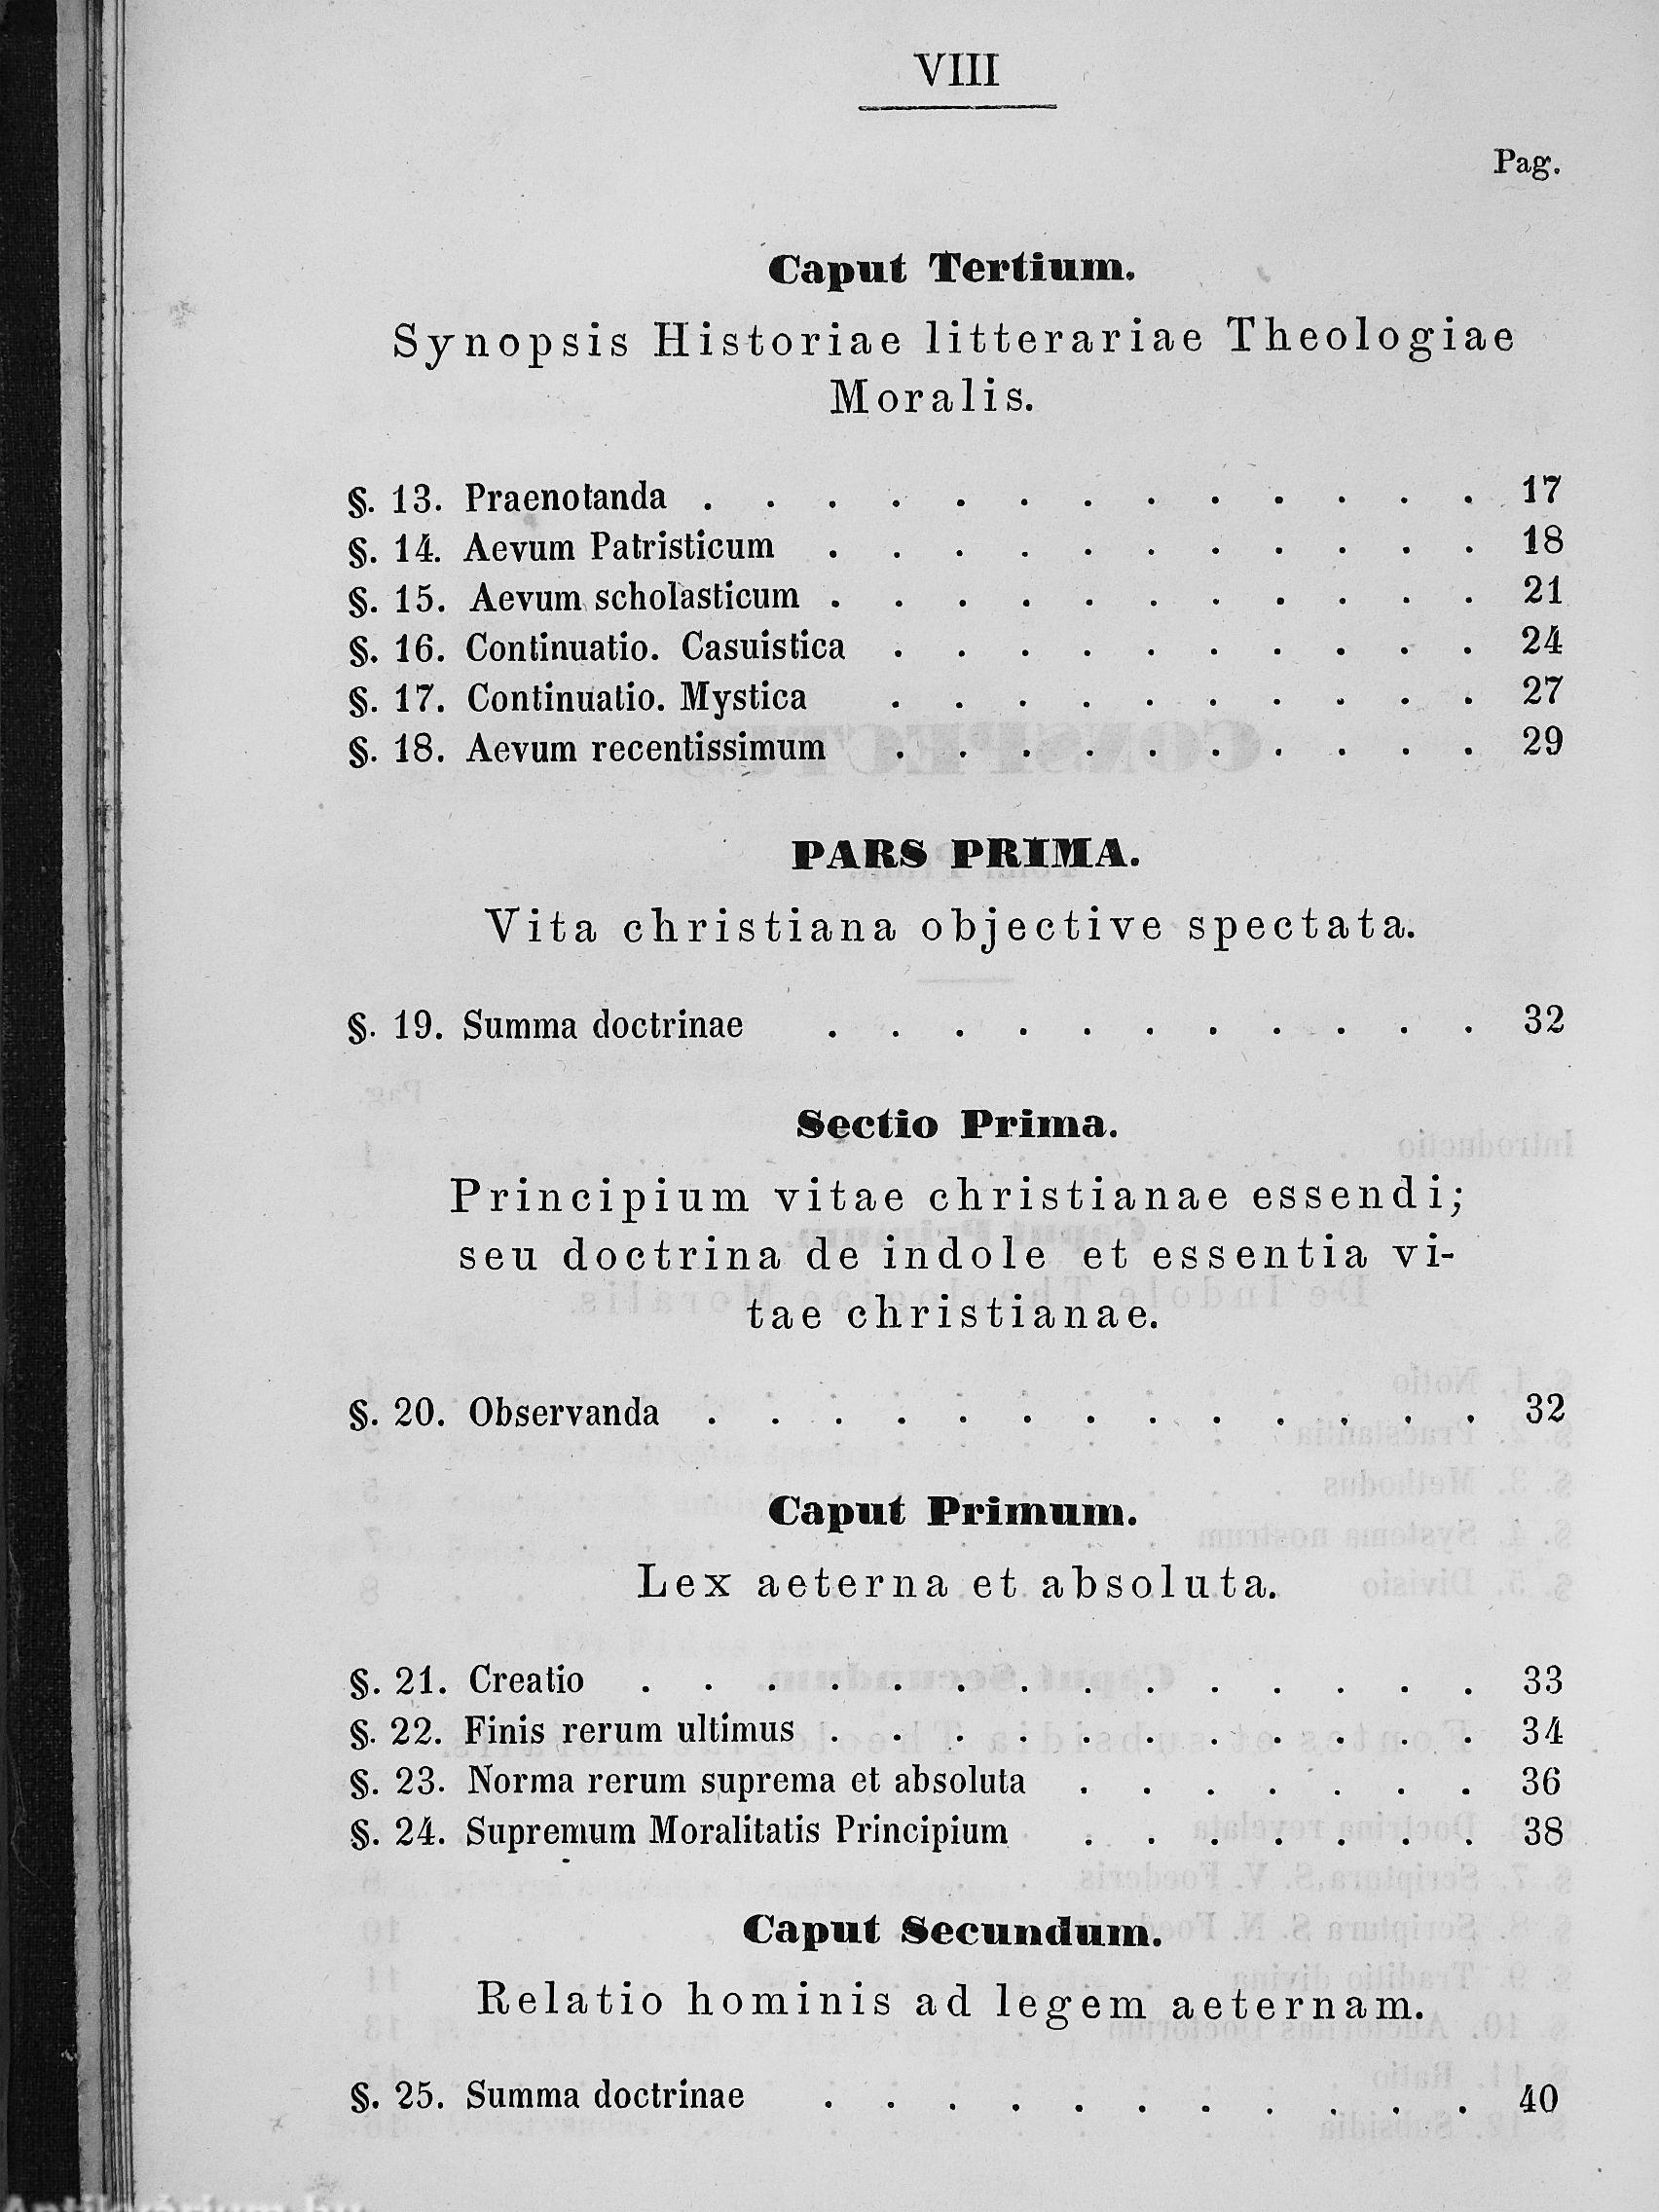 VIII
Pag.
Caput Tertium.
Synopsis Historiae litterariae Theologiae
Moralis.
§. 13. Praenotanda . . . . . . . . . . . . . 17
§. 14. Aevum Patristicum . . . . . . . . . . . 18
§. 15. Aevum scholasticum . . . . . . . . . . . 21
§. 16. Continuatio. Casuistica . . . . . . . . . . 24
§. 17. Continuatio. Mystica . . . . . . . . . . 27
§. 18. Aevum recentissimum . . . . . . . . . . 29
PARS PRIMA.
Vita christiana objective spectata.
§. 19. Summa doctrinae . . . . . . . . . . . 32
Sectio Prima.
Principium vitae christianae essendi;
seu doctrina de indole et essentia vi-
tae christianae.
§. 20. Observanda . . . . . . . . . . . . . 32
Caput Primum.
Lex aeterna et absoluta.
§. 21. Creatio . . . . . . . . . . . . . . 33
§. 22. Finis rerum ultimus . . . . . . . . . . . 34
§. 23. Norma rerum suprema et absoluta . . . . . . . 36
§. 24. Supremum Moralitatis Principium . . . . . . . 38
Caput Secundum.
Relatio hominis ad legem aeternam.
§. 25. Summa doctrinae . . . . . . . . . . . 40